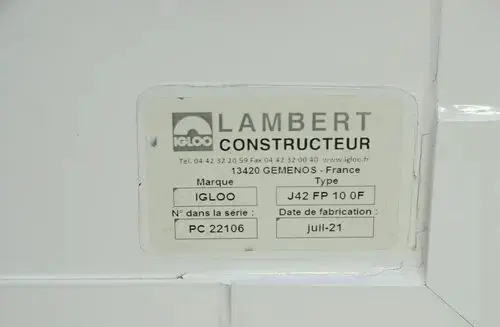 IGLOO
LAMBERT
CONSTRUCTEUR
Tel. 04 42 32 20 59 Fax 04 42 32 00 40 www.igloo.fr
13420 GEMENOS - France
Marque Type
IGLOO J42 FP 10 0F
N° dans la série : Date de fabrication :
PC 22106 juil-21